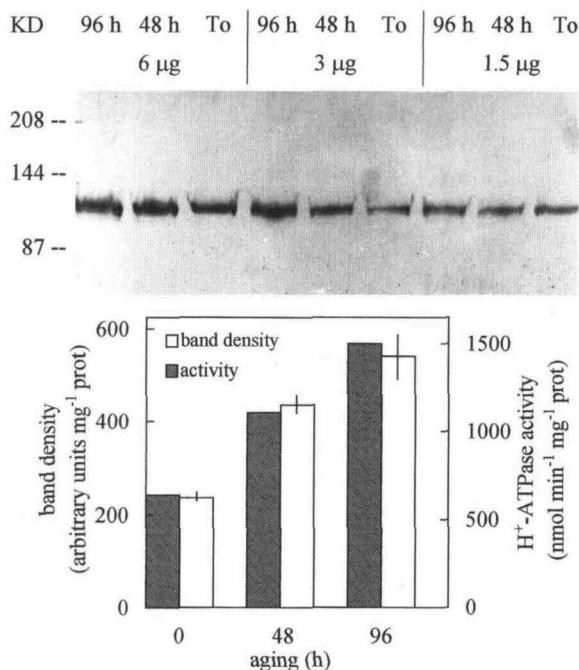 KD 96 h 48 h To 96 h 48 h To 96 h 48 h To
6 µg 3 µg 1.5 µg
208 --
144 --
87 --
600
400
200
0
band density
(arbitrary units mg⁻¹ prot)
band density
activity
1500
1000
500
0
H⁺-ATPase activity
(nmol min⁻¹ mg⁻¹ prot)
0 48 96
aging (h)